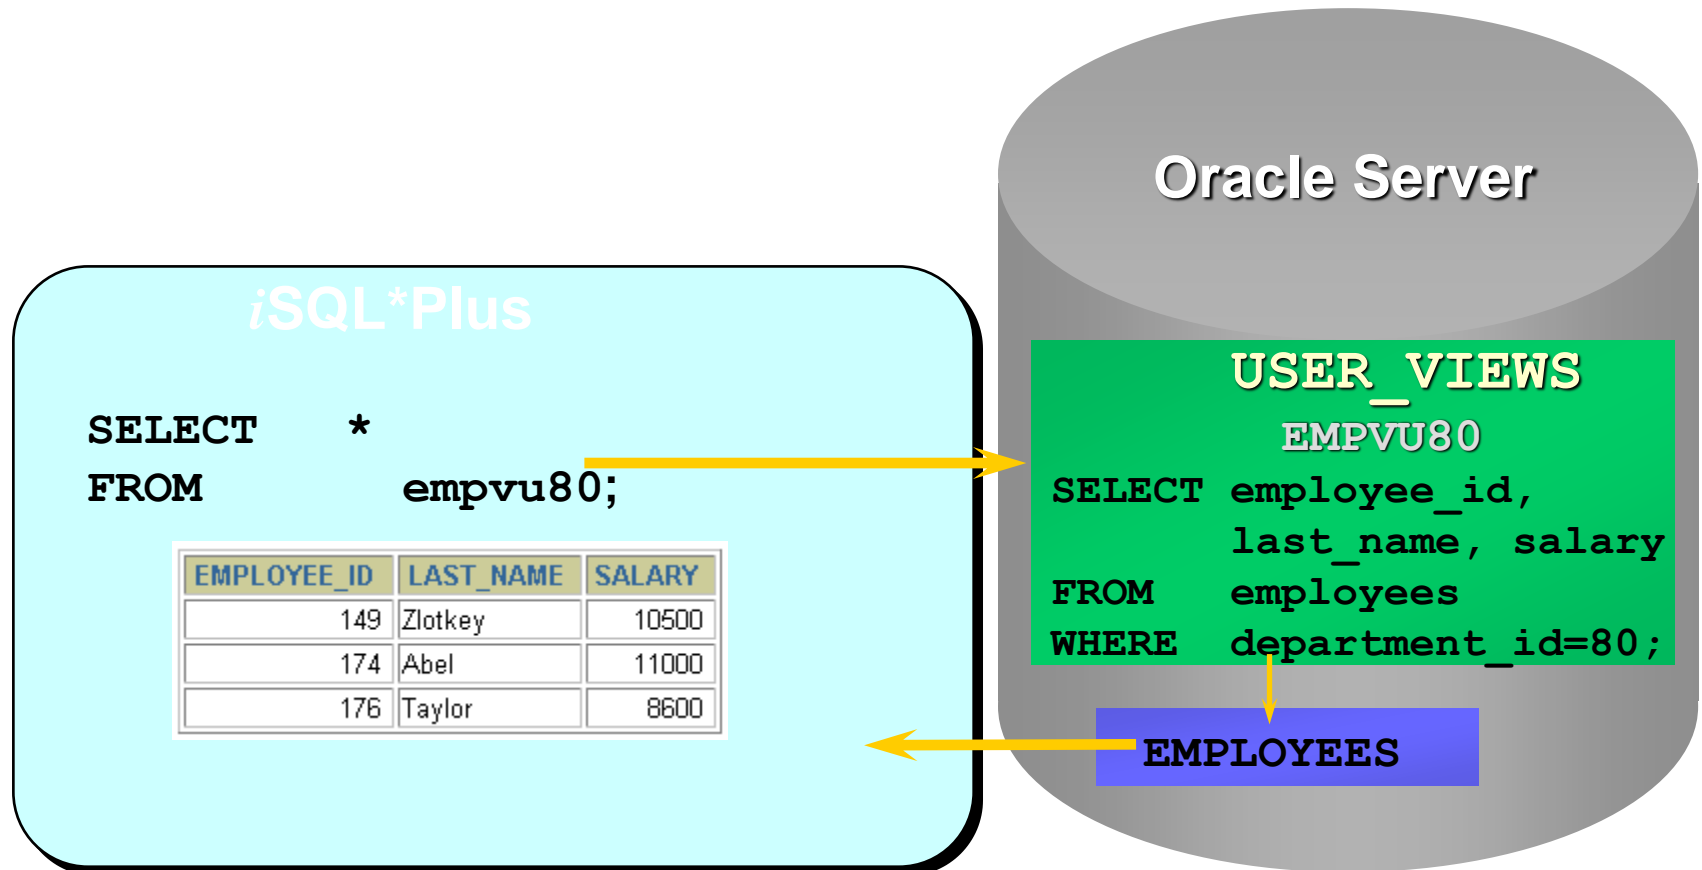 Oracle Server
iSQL*Plus
SELECT *
FROM empvu80;
EMPLOYEE_ID LAST_NAME SALARY
149 Zlotkey 10500
174 Abel 11000
176 Taylor 8600
USER_VIEWS
EMPVU80
SELECT employee_id,
last_name, salary
FROM employees
WHERE department_id=80;
EMPLOYEES